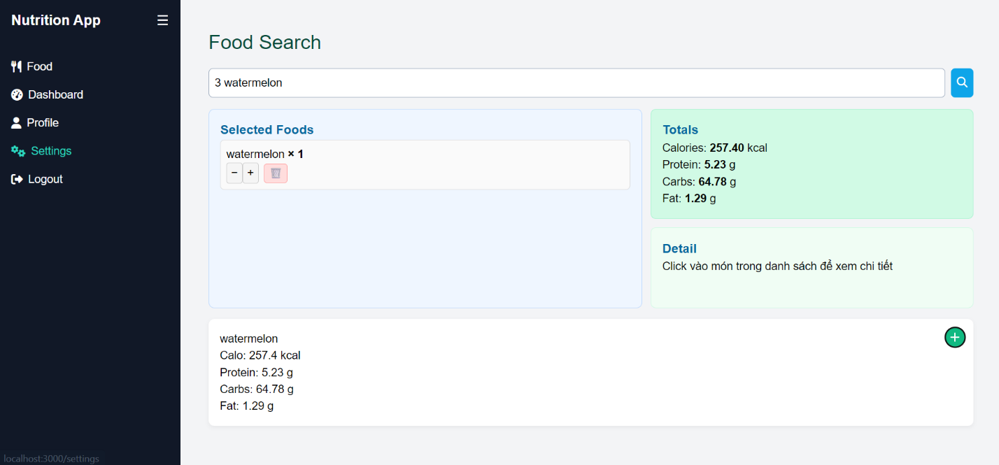 Nutrition App
Food
Dashboard
Profile
Settings
Logout
localhost:3000/settings
Food Search
3 watermelon
Selected Foods
watermelon × 1
− +
Totals
Calories: 257.40 kcal
Protein: 5.23 g
Carbs: 64.78 g
Fat: 1.29 g
Detail
Click vào món trong danh sách để xem chi tiết
watermelon
Calo: 257.4 kcal
Protein: 5.23 g
Carbs: 64.78 g
Fat: 1.29 g